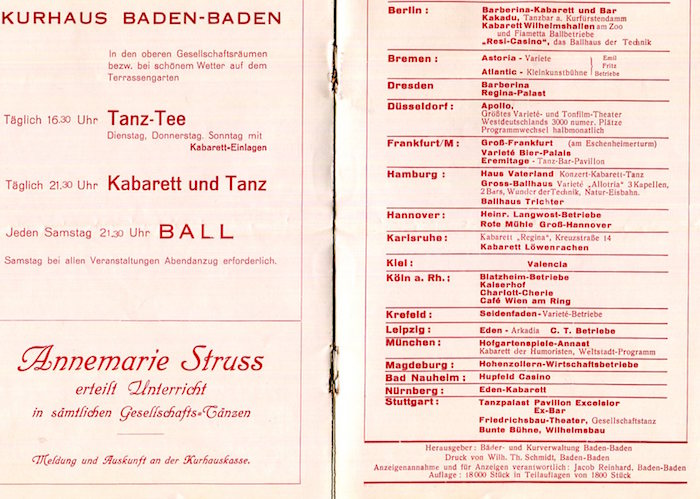 KURHAUS BADEN-BADEN
In den oberen Gesellschaftsräumen
bezw. bei schönem Wetter auf dem
Terrassengarten
Täglich 16.30 Uhr Tanz-Tee
Dienstag, Donnerstag. Sonntag mit
Kabarett-Einlagen
Täglich 21.30 Uhr Kabarett und Tanz
Jeden Samstag 21.30 Uhr BALL
Samstag bei allen Veranstaltungen Abendanzug erforderlich.
Annemarie Struss
erteilt Unterricht
in sämtlichen Gesellschafts-Tänzen
Meldung und Auskunft an der Kurhauskasse.
Berlin: Barberina-Kabarett und Bar
Kakadu, Tanzbar a. Kurfürstendamm
Kabarett Wilhelmshallen am Zoo
und Fiametta Ballbetriebe
„Resi-Casino“, das Ballhaus der Technik
Bremen: Astoria - Variete Emil
Fritz
Atlantic - Kleinkunstbühne Betriebe
Dresden Barberina
Regina-Palast
Düsseldorf: Apollo,
Größtes Varieté- und Tonfilm-Theater
Westdeutschlands 3000 numer. Plätze
Programmwechsel halbmonatlich
Frankfurt/M: Groß-Frankfurt (am Eschenheimerturm)
Varieté Bier-Palais
Eremitage - Tanz-Bar-Pavillon
Hamburg: Haus Vaterland Konzert-Kabarett-Tanz
Gross-Ballhaus Varieté „Allotria“ 3 Kapellen,
2 Bars, Wunder der Technik, Natur-Eisbahn.
Ballhaus Trichter
Hannover: Heinr. Langwost-Betriebe
Rote Mühle Groß-Hannover
Karlsruhe: Kabarett „Regina“, Kreuzstraße 14
Kabarett Löwenrachen
Kiel: Valencia
Köln a. Rh.: Blatzheim-Betriebe
Kaiserhof
Charlott-Cherie
Café Wien am Ring
Krefeld: Seidenfaden-Varieté-Betriebe
Leipzig: Eden - Arkadia C. T. Betriebe
München: Hofgartenspiele-Annast
Kabarett der Humoristen, Weltstadt-Programm
Magdeburg: Hohenzollern-Wirtschaftsbetriebe
Bad Nauheim: Hupfeld Casino
Nürnberg: Eden-Kabarett
Stuttgart: Tanzpalast Pavillon Excelsior
Ex-Bar
Friedrichsbau-Theater, Gesellschaftstanz
Bunte Bühne, Wilhelmebau
Herausgeber: Bäder- und Kurverwaltung Baden-Baden
Druck von Wilh. Th. Schmidt, Baden-Baden
Anzeigenannahme und für Anzeigen verantwortlich: Jacob Reinhard, Baden-Baden
Auflage: 18000 Stück in Teilauflagen von 1800 Stück